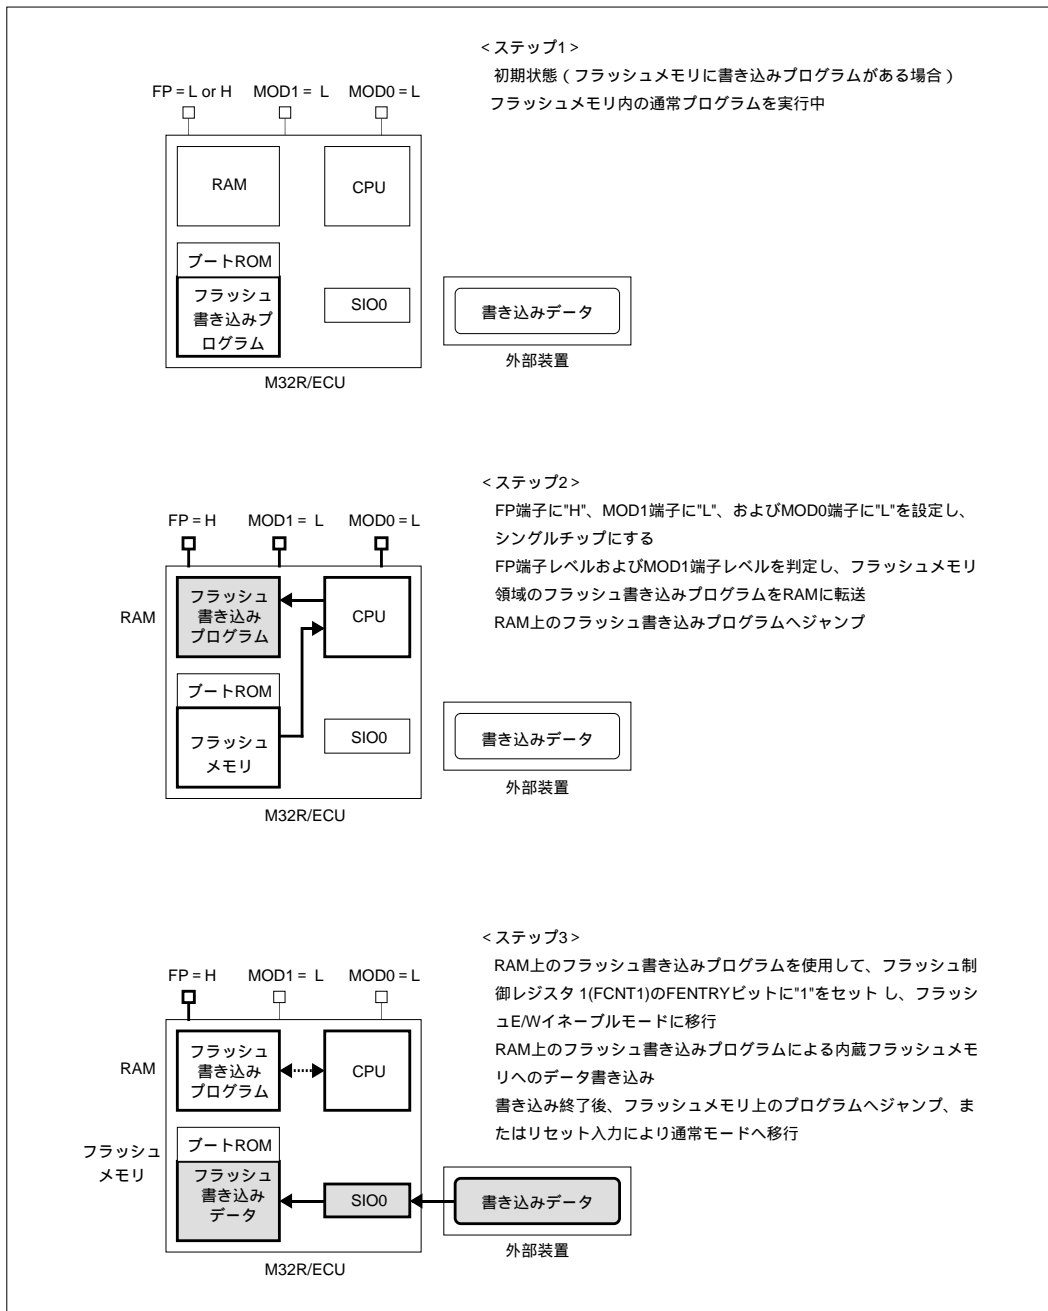 <ステップ1>
初期状態(フラッシュメモリに書き込みプログラムがある場合)
フラッシュメモリ内の通常プログラムを実行中
FP = L or H MOD1 = L MOD0 = L
RAM
CPU
ブートROM
フラッシュ
書き込みプ
ログラム
SIO0
書き込みデータ
外部装置
M32R/ECU
<ステップ2>
FP端子に"H"、MOD1端子に"L"、およびMOD0端子に"L"を設定し、
シングルチップにする
FP端子レベルおよびMOD1端子レベルを判定し、フラッシュメモリ
領域のフラッシュ書き込みプログラムをRAMに転送
RAM上のフラッシュ書き込みプログラムへジャンプ
FP = H MOD1 = L MOD0 = L
RAM
フラッシュ
書き込み
プログラム
CPU
ブートROM
フラッシュ
メモリ
SIO0
書き込みデータ
外部装置
M32R/ECU
<ステップ3>
RAM上のフラッシュ書き込みプログラムを使用して、フラッシュ制
御レジスタ 1(FCNT1)のFENTRYビットに"1"をセット し、フラッシ
ュE/Wイネーブルモードに移行
RAM上のフラッシュ書き込みプログラムによる内蔵フラッシュメモ
リへのデータ書き込み
書き込み終了後、フラッシュメモリ上のプログラムへジャンプ、ま
たはリセット入力により通常モードへ移行
FP = H MOD1 = L MOD0 = L
RAM
フラッシュ
書き込み
プログラム
CPU
フラッシュ
メモリ
ブートROM
フラッシュ
書き込み
データ
SIO0
書き込みデータ
外部装置
M32R/ECU